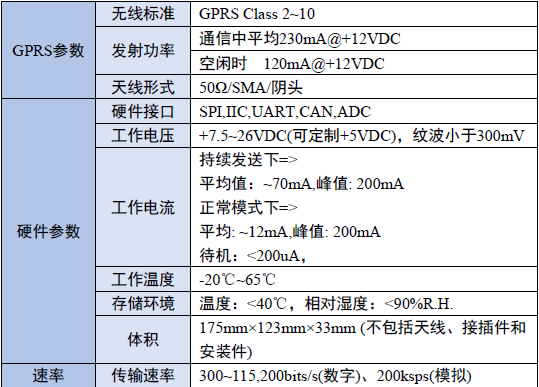 GPRS参数
无线标准
GPRS Class 2~10
发射功率
通信中平均230mA@+12VDC
空闲时 120mA@+12VDC
天线形式
50Ω/SMA/阴头
硬件参数
硬件接口
SPI,IIC,UART,CAN,ADC
工作电压
+7.5~26VDC(可定制+5VDC)，纹波小于300mV
工作电流
持续发送下=>
平均值：~70mA,峰值: 200mA
正常模式下=>
平均: ~12mA,峰值: 200mA
待机：<200uA，
工作温度
-20℃~65℃
存储环境
温度：<40℃，相对湿度：<90%R.H.
体积
175mm×123mm×33mm (不包括天线、接插件和
安装件)
速率
传输速率
300~115,200bits/s(数字)、200ksps(模拟)